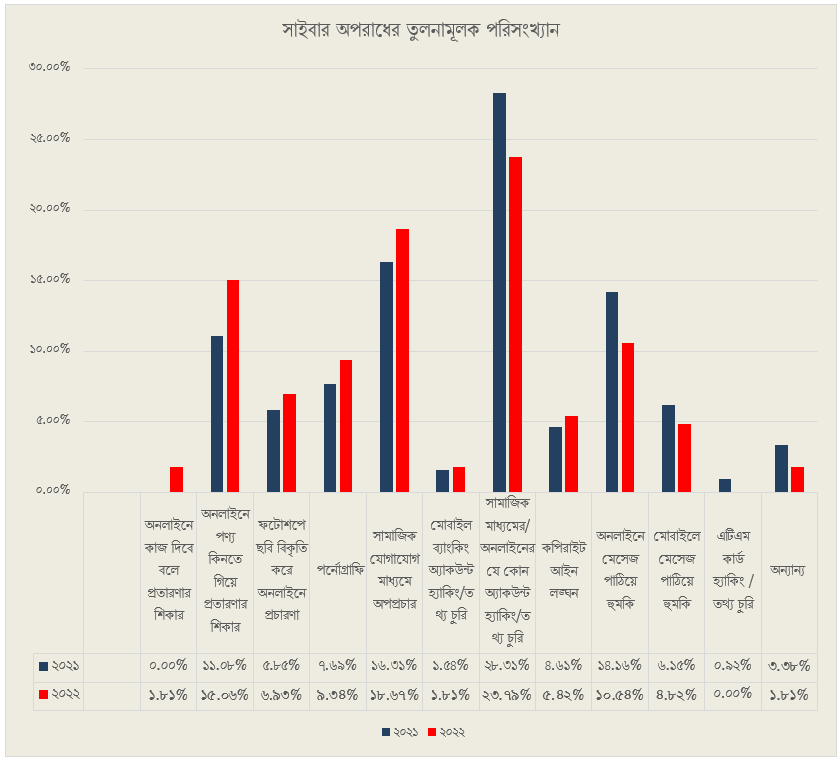 সাইবার অপরাধের তুলনামূলক পরিসংখ্যান
৩০.০০%
২৫.০০%
২০.০০%
১৫.০০%
১০.০০%
৫.০০%
০.০০%
অনলাইনে
কাজ দিবে
বলে
প্রতারণার
শিকার
অনলাইনে
পণ্য
কিনতে
গিয়ে
প্রতারণার
শিকার
ফটোশপে
ছবি বিকৃতি
করে
অনলাইনে
প্রচারণা
পর্নোগ্রাফি
সামাজিক
যোগাযোগ
মাধ্যমে
অপপ্রচার
মোবাইল
ব্যাংকিং
অ্যাকাউন্ট
হ্যাকিং/ত
থ্য চুরি
সামাজিক
মাধ্যমের/
অনলাইনের
যে কোন
অ্যাকাউন্ট
হ্যাকিং/ত
থ্য চুরি
কপিরাইট
আইন
লঙ্ঘন
অনলাইনে
মেসেজ
পাঠিয়ে
হুমকি
মোবাইলে
মেসেজ
পাঠিয়ে
হুমকি
এটিএম
কার্ড
হ্যাকিং /
তথ্য চুরি
অন্যান্য
২০২১ ০.০০% ১১.০৮% ৫.৮৫% ৭.৬৯% ১৬.৩১% ১.৫৪% ২৮.৩১% ৪.৬১% ১৪.১৬% ৬.১৫% ০.৯২% ৩.৩৮%
২০২২ ১.৮১% ১৫.০৬% ৬.৯৩% ৯.৩৪% ১৮.৬৭% ১.৮১% ২৩.৭৯% ৫.৪২% ১০.৫৪% ৪.৮২% ০.০০% ১.৮১%
২০২১ ২০২২